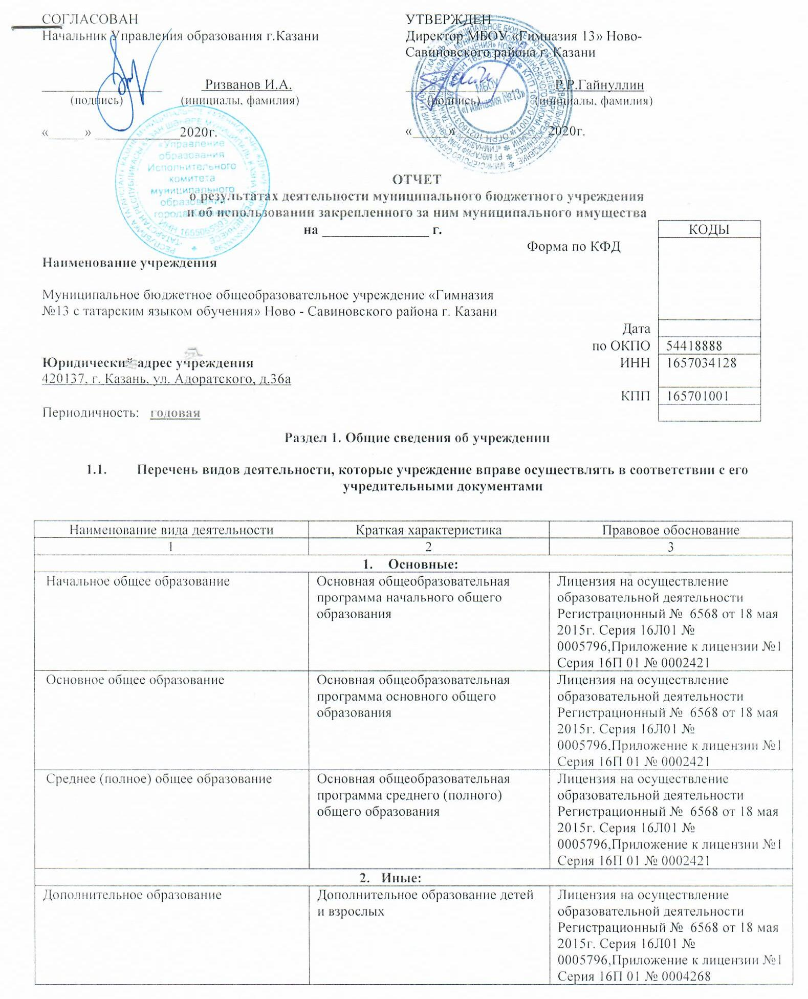 СОГЛАСОВАН
Начальник Управления образования г.Казани
Ризванов И.А.
(подпись) (инициалы, фамилия)
«_____» ____________2020г.
УТВЕРЖДЕН
Директор МБОУ «Гимназия 13» Ново-
Савиновского района г. Казани
Р.Р.Гайнуллин
(подпись) (инициалы, фамилия)
«_____» ____________ 2020г.
МБОУ
«Гимназия №13»
«Управление
образования
Исполнительного
комитета
муниципального
образования
города Казани»
ИНН 1655065593
ОТЧЕТ
о результатах деятельности муниципального бюджетного учреждения
и об использовании закрепленного за ним муниципального имущества
на _______________ г.
КОДЫ
Форма по КФД
Наименование учреждения
Муниципальное бюджетное общеобразовательное учреждение «Гимназия
№13 с татарским языком обучения» Ново - Савиновского района г. Казани
Дата
по ОКПО 54418888
Юридический адрес учреждения ИНН 1657034128
420137, г. Казань, ул. Адоратского, д.36а
КПП 165701001
Периодичность: годовая
Раздел 1. Общие сведения об учреждении
1.1. Перечень видов деятельности, которые учреждение вправе осуществлять в соответствии с его
учредительными документами
Наименование вида деятельности Краткая характеристика Правовое обоснование
1 2 3
1. Основные:
Начальное общее образование
Основная общеобразовательная
программа начального общего
образования
Лицензия на осуществление
образовательной деятельности
Регистрационный № 6568 от 18 мая
2015г. Серия 16Л01 №
0005796,Приложение к лицензии №1
Серия 16П 01 № 0002421
Основное общее образование
Основная общеобразовательная
программа основного общего
образования
Лицензия на осуществление
образовательной деятельности
Регистрационный № 6568 от 18 мая
2015г. Серия 16Л01 №
0005796,Приложение к лицензии №1
Серия 16П 01 № 0002421
Среднее (полное) общее образование
Основная общеобразовательная
программа среднего (полного)
общего образования
Лицензия на осуществление
образовательной деятельности
Регистрационный № 6568 от 18 мая
2015г. Серия 16Л01 №
0005796,Приложение к лицензии №1
Серия 16П 01 № 0002421
2. Иные:
Дополнительное образование
Дополнительное образование детей
и взрослых
Лицензия на осуществление
образовательной деятельности
Регистрационный № 6568 от 18 мая
2015г. Серия 16Л01 №
0005796,Приложение к лицензии №1
Серия 16П 01 № 0004268